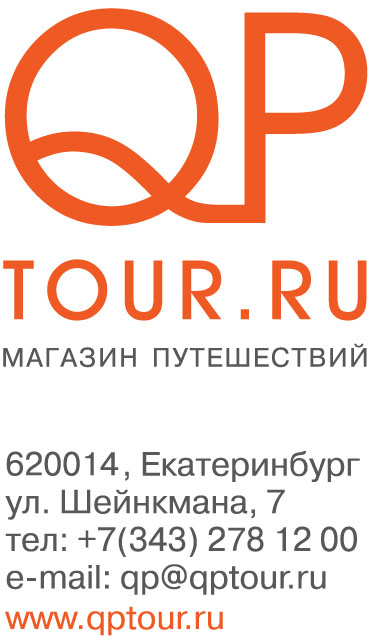 QP
TOUR.RU
МАГАЗИН ПУТЕШЕСТВИЙ
620014, Екатеринбург
ул. Шейнкмана, 7
тел: +7(343) 278 12 00
e-mail: qp@qptour.ru
www.qptour.ru